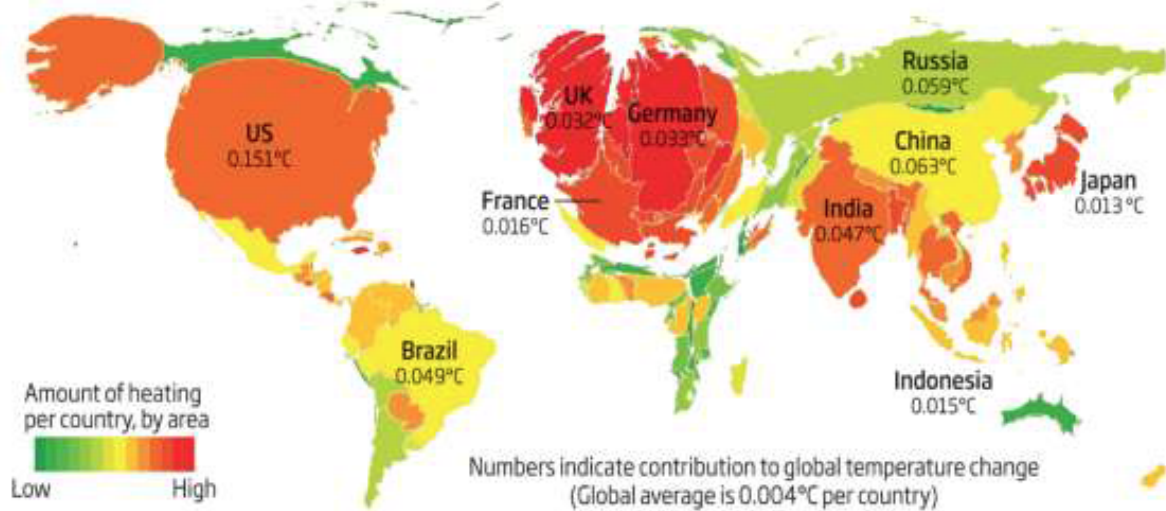 US
0.151°C
UK
0.032°C
Germany
0.033°C
Russia
0.059°C
China
0.063°C
France
0.016°C
India
0.047°C
Japan
0.013 °C
Brazil
0.049°C
Indonesia
0.015°C
Amount of heating
per country, by area
Low High
Numbers indicate contribution to global temperature change
(Global average is 0.004°C per country)